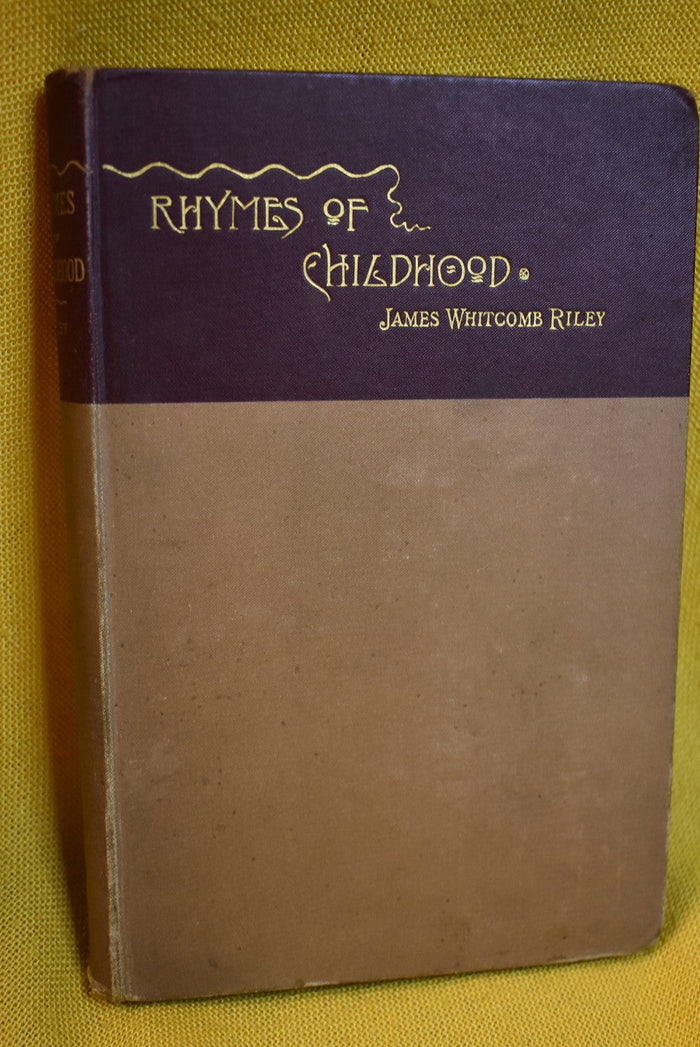 RHYMES OF
CHILDHOOD.
JAMES WHITCOMB RILEY